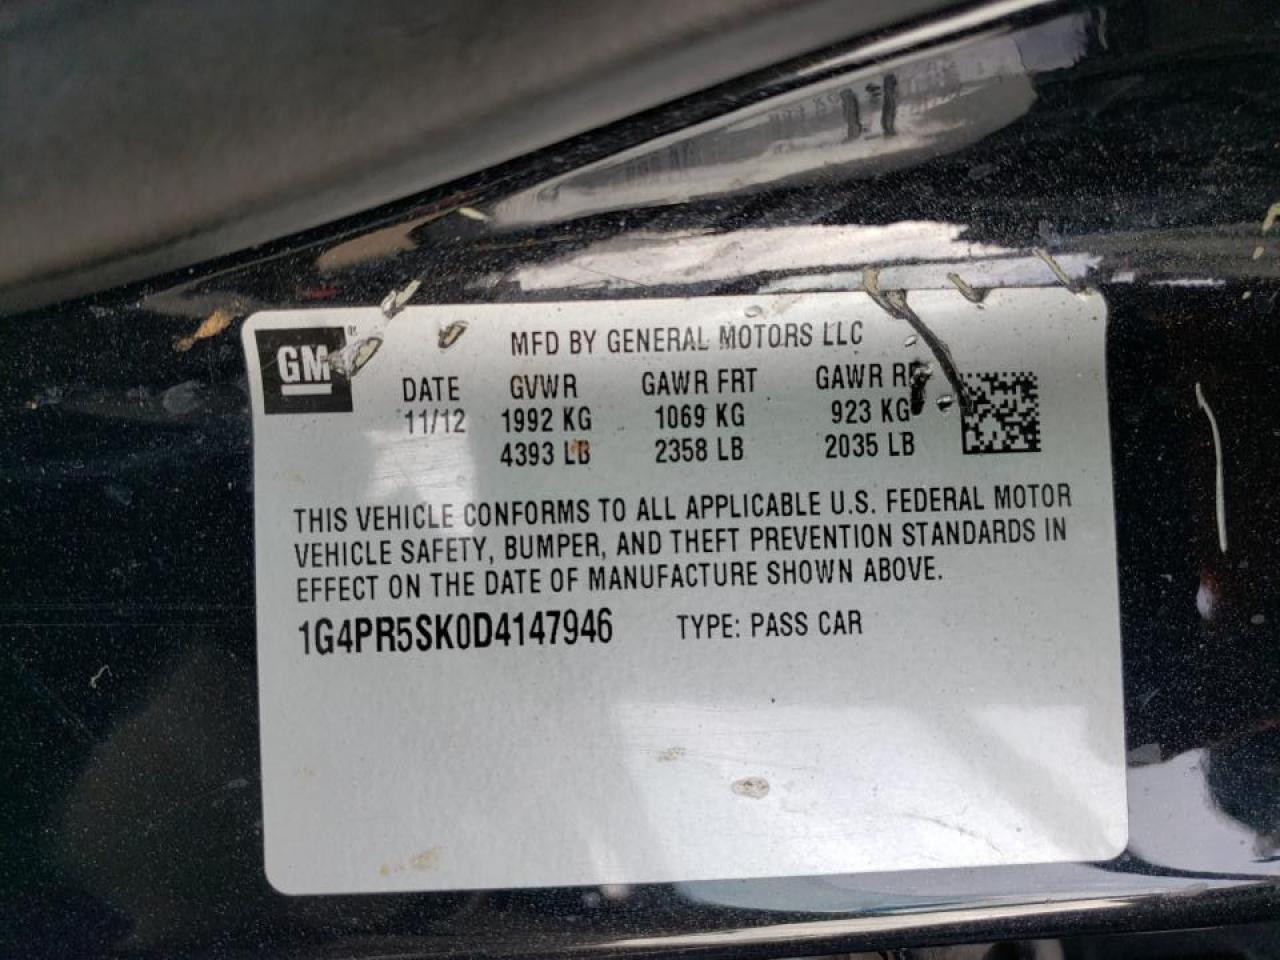 GM
MFD BY GENERAL MOTORS LLC
DATE GVWR GAWR FRT GAWR
11/12 1992 KG 1069 KG 923 KG
4393 LB 2358 LB 2035 LB
THIS VEHICLE CONFORMS TO ALL APPLICABLE U.S. FEDERAL MOTOR
VEHICLE SAFETY, BUMPER, AND THEFT PREVENTION STANDARDS IN
EFFECT ON THE DATE OF MANUFACTURE SHOWN ABOVE.
1G4PR5SK0D4147946 TYPE: PASS CAR